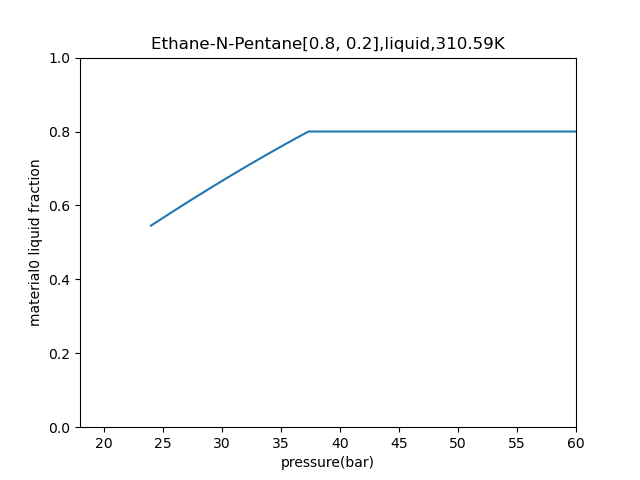 Ethane-N-Pentane[0.8, 0.2],liquid,310.59K
1.0
0.8
0.6
0.4
0.2
0.0
material0 liquid fraction
20 25 30 35 40 45 50 55 60
pressure(bar)